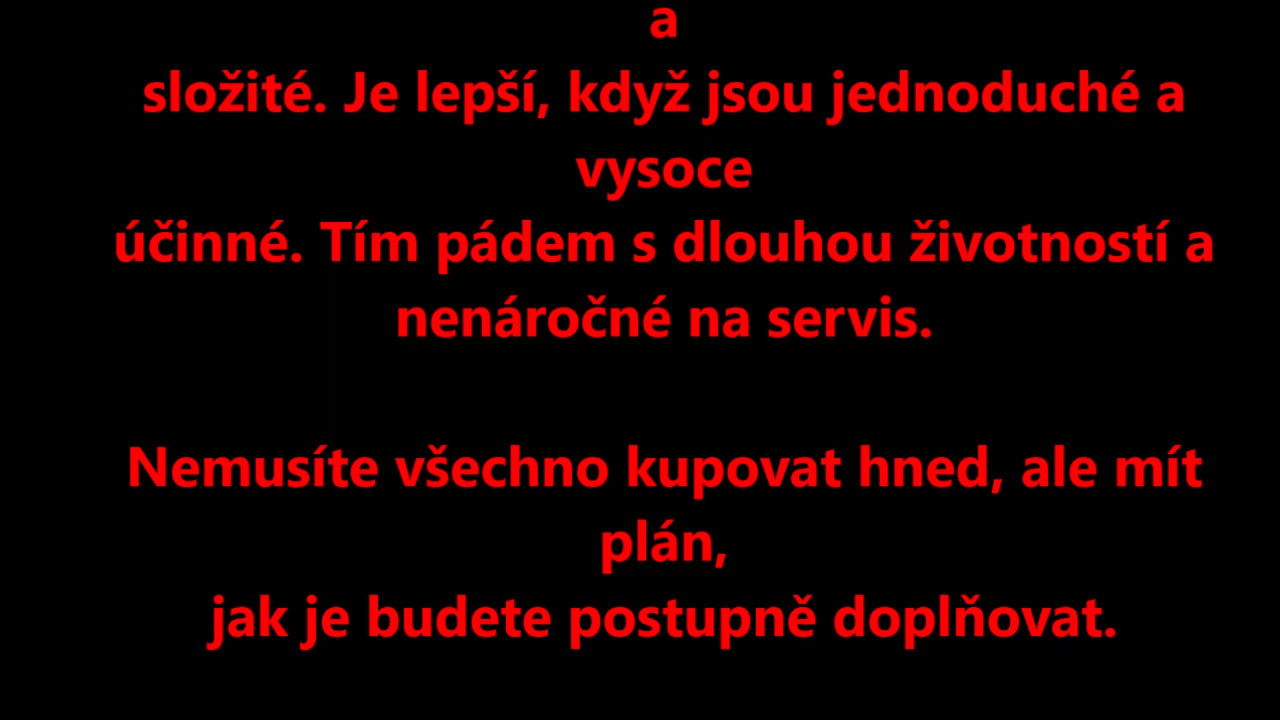 a
složité. Je lepší, když jsou jednoduché a
vysoce
účinné. Tím pádem s dlouhou životností a
nenáročné na servis.
Nemusíte všechno kupovat hned, ale mít
plán,
jak je budete postupně doplňovat.